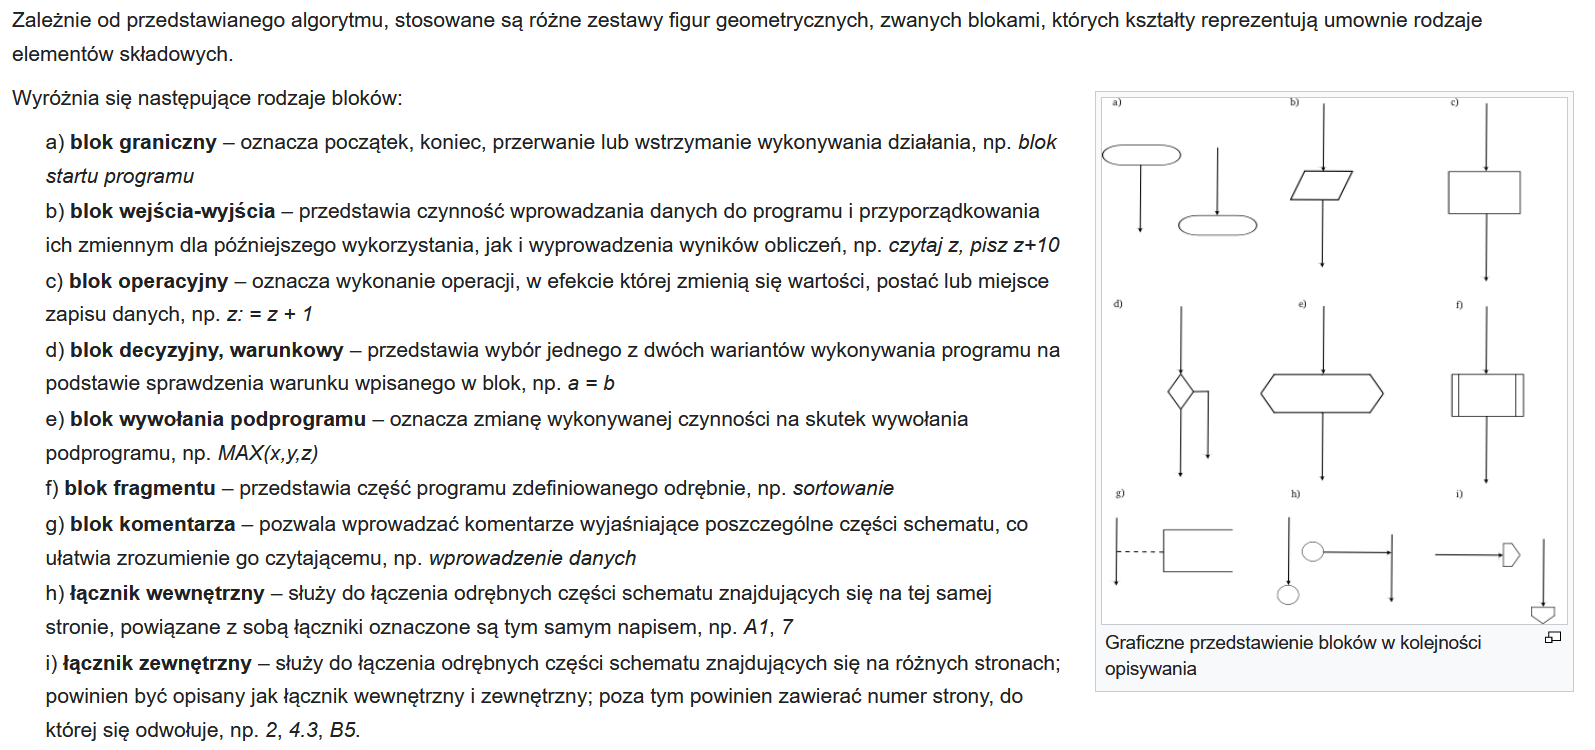 Zależnie od przedstawianego algorytmu, stosowane są różne zestawy figur geometrycznych, zwanych blokami, których kształty reprezentują umownie rodzaje
elementów składowych.
Wyróżnia się następujące rodzaje bloków:
a) blok graniczny – oznacza początek, koniec, przerwanie lub wstrzymanie wykonywania działania, np. blok
startu programu
b) blok wejścia-wyjścia – przedstawia czynność wprowadzania danych do programu i przyporządkowania
ich zmiennym dla późniejszego wykorzystania, jak i wyprowadzenia wyników obliczeń, np. czytaj z, pisz z+10
c) blok operacyjny – oznacza wykonanie operacji, w efekcie której zmienią się wartości, postać lub miejsce
zapisu danych, np. z: = z + 1
d) blok decyzyjny, warunkowy – przedstawia wybór jednego z dwóch wariantów wykonywania programu na
podstawie sprawdzenia warunku wpisanego w blok, np. a = b
e) blok wywołania podprogramu – oznacza zmianę wykonywanej czynności na skutek wywołania
podprogramu, np. MAX(x,y,z)
f) blok fragmentu – przedstawia część programu zdefiniowanego odrębnie, np. sortowanie
g) blok komentarza – pozwala wprowadzać komentarze wyjaśniające poszczególne części schematu, co
ułatwia zrozumienie go czytającemu, np. wprowadzenie danych
h) łącznik wewnętrzny – służy do łączenia odrębnych części schematu znajdujących się na tej samej
stronie, powiązane z sobą łączniki oznaczone są tym samym napisem, np. A1, 7
i) łącznik zewnętrzny – służy do łączenia odrębnych części schematu znajdujących się na różnych stronach;
powinien być opisany jak łącznik wewnętrzny i zewnętrzny; poza tym powinien zawierać numer strony, do
której się odwołuje, np. 2, 4.3, B5.
a) b) c)
d) e) f)
g) h) i)
Graficzne przedstawienie bloków w kolejności
opisywania